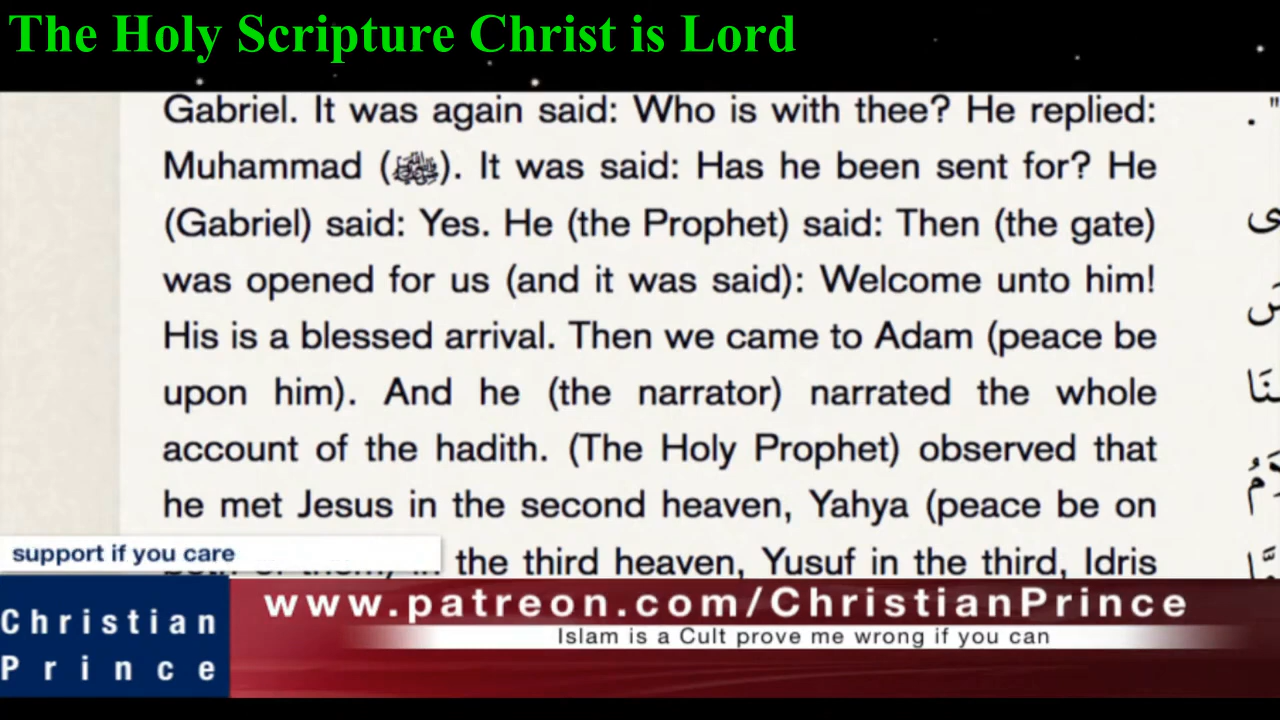 The Holy Scripture Christ is Lord
Gabriel. It was again said: Who is with thee? He replied:
Muhammad (ﷺ). It was said: Has he been sent for? He
(Gabriel) said: Yes. He (the Prophet) said: Then (the gate)
was opened for us (and it was said): Welcome unto him!
His is a blessed arrival. Then we came to Adam (peace be
upon him). And he (the narrator) narrated the whole
account of the hadith. (The Holy Prophet) observed that
he met Jesus in the second heaven, Yahya (peace be on
the third heaven, Yusuf in the third, Idris
support if you care
Christian
Prince
www.patreon.com/ChristianPrince
Islam is a Cult prove me wrong if you can